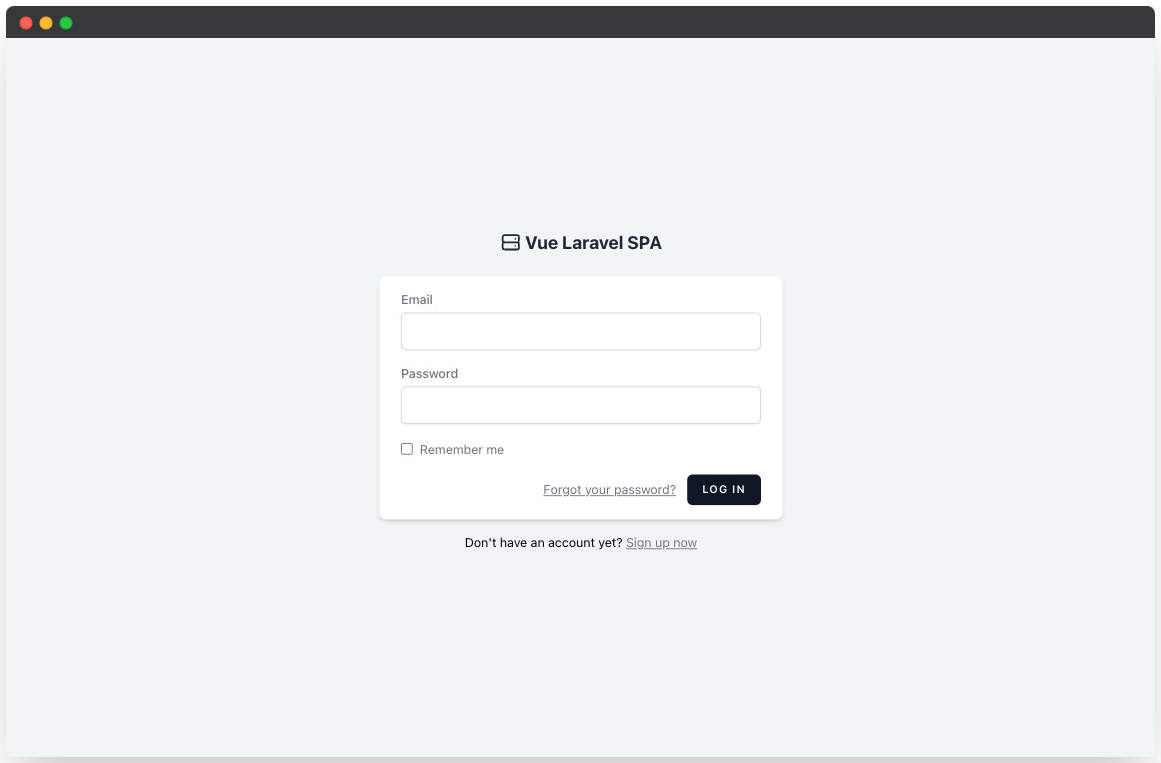 Vue Laravel SPA
Email
Password
Remember me
Forgot your password? LOG IN
Don't have an account yet? Sign up now